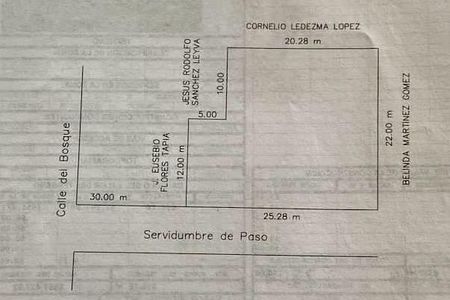 CORNELIO LEDEZMA LOPEZ
20.28 m
JESUS RODOLFO
SANCHEZ LEYVA
10.00
5.00
22.00 m
BELINDA MARTINEZ GOMEZ
J. EUSEBIO
FLORES TAPIA
12.00 m
Calle del Bosque
30.00 m
25.28 m
Servidumbre de Paso